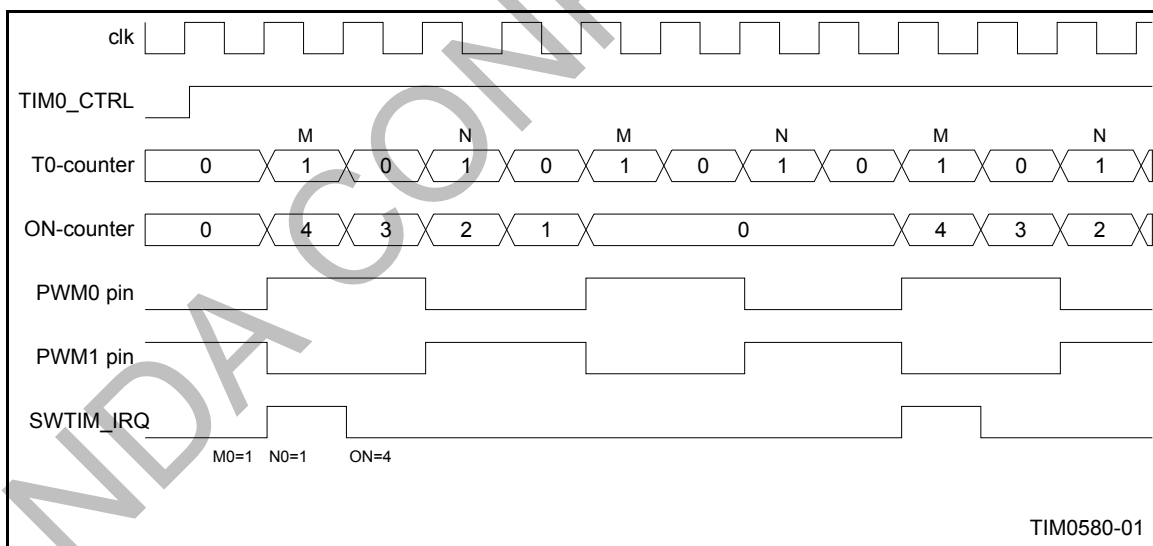 clk
TIM0_CTRL
M N M N M N
T0-counter 0 1 0 1 0 1 0 1 0 1 0 1
ON-counter 0 4 3 2 1 0 4 3 2
PWM0 pin
PWM1 pin
SWTIM_IRQ
M0=1 N0=1 ON=4
TIM0580-01
NDA CON